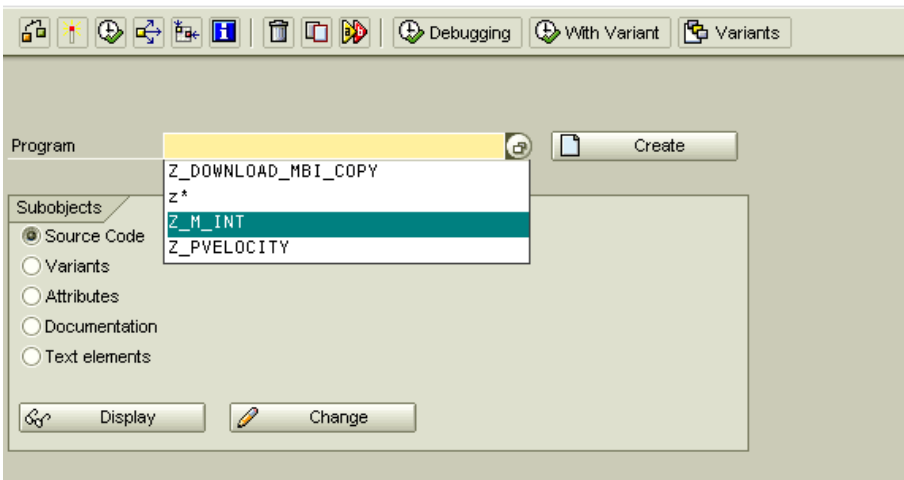 Debugging With Variant Variants
Program Create
Z_DOWNLOAD_MBI_COPY
z*
Z_M_INT
Z_PVELOCITY
Subobjects
Source Code
Variants
Attributes
Documentation
Text elements
Display Change